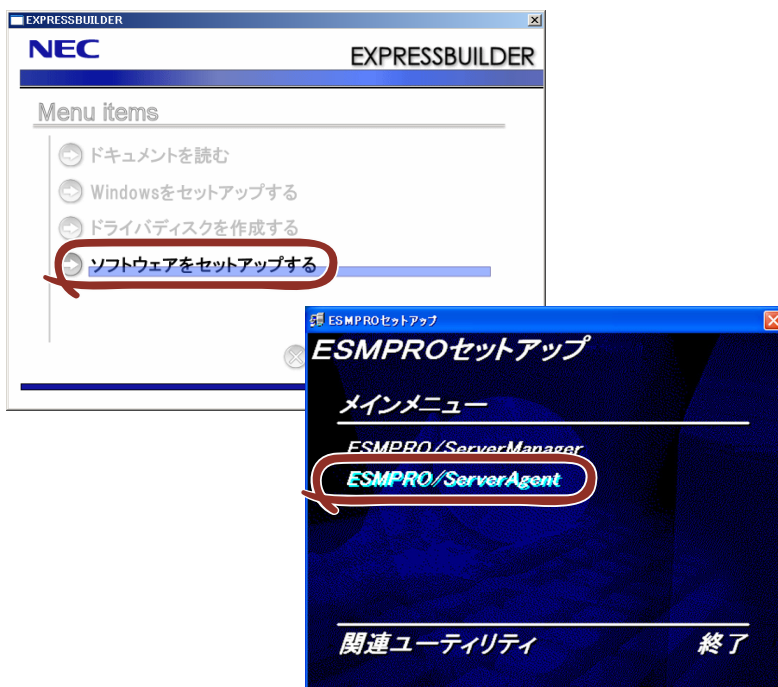 EXPRESSBUILDER
NEC
EXPRESSBUILDER
Menu items
ドキュメントを読む
Windowsをセットアップする
ドライバディスクを作成する
ソフトウェアをセットアップする
ESMPROセットアップ
ESMPROセットアップ
メインメニュー
ESMPRO/ServerManager
ESMPRO/ServerAgent
関連ユーティリティ
終了